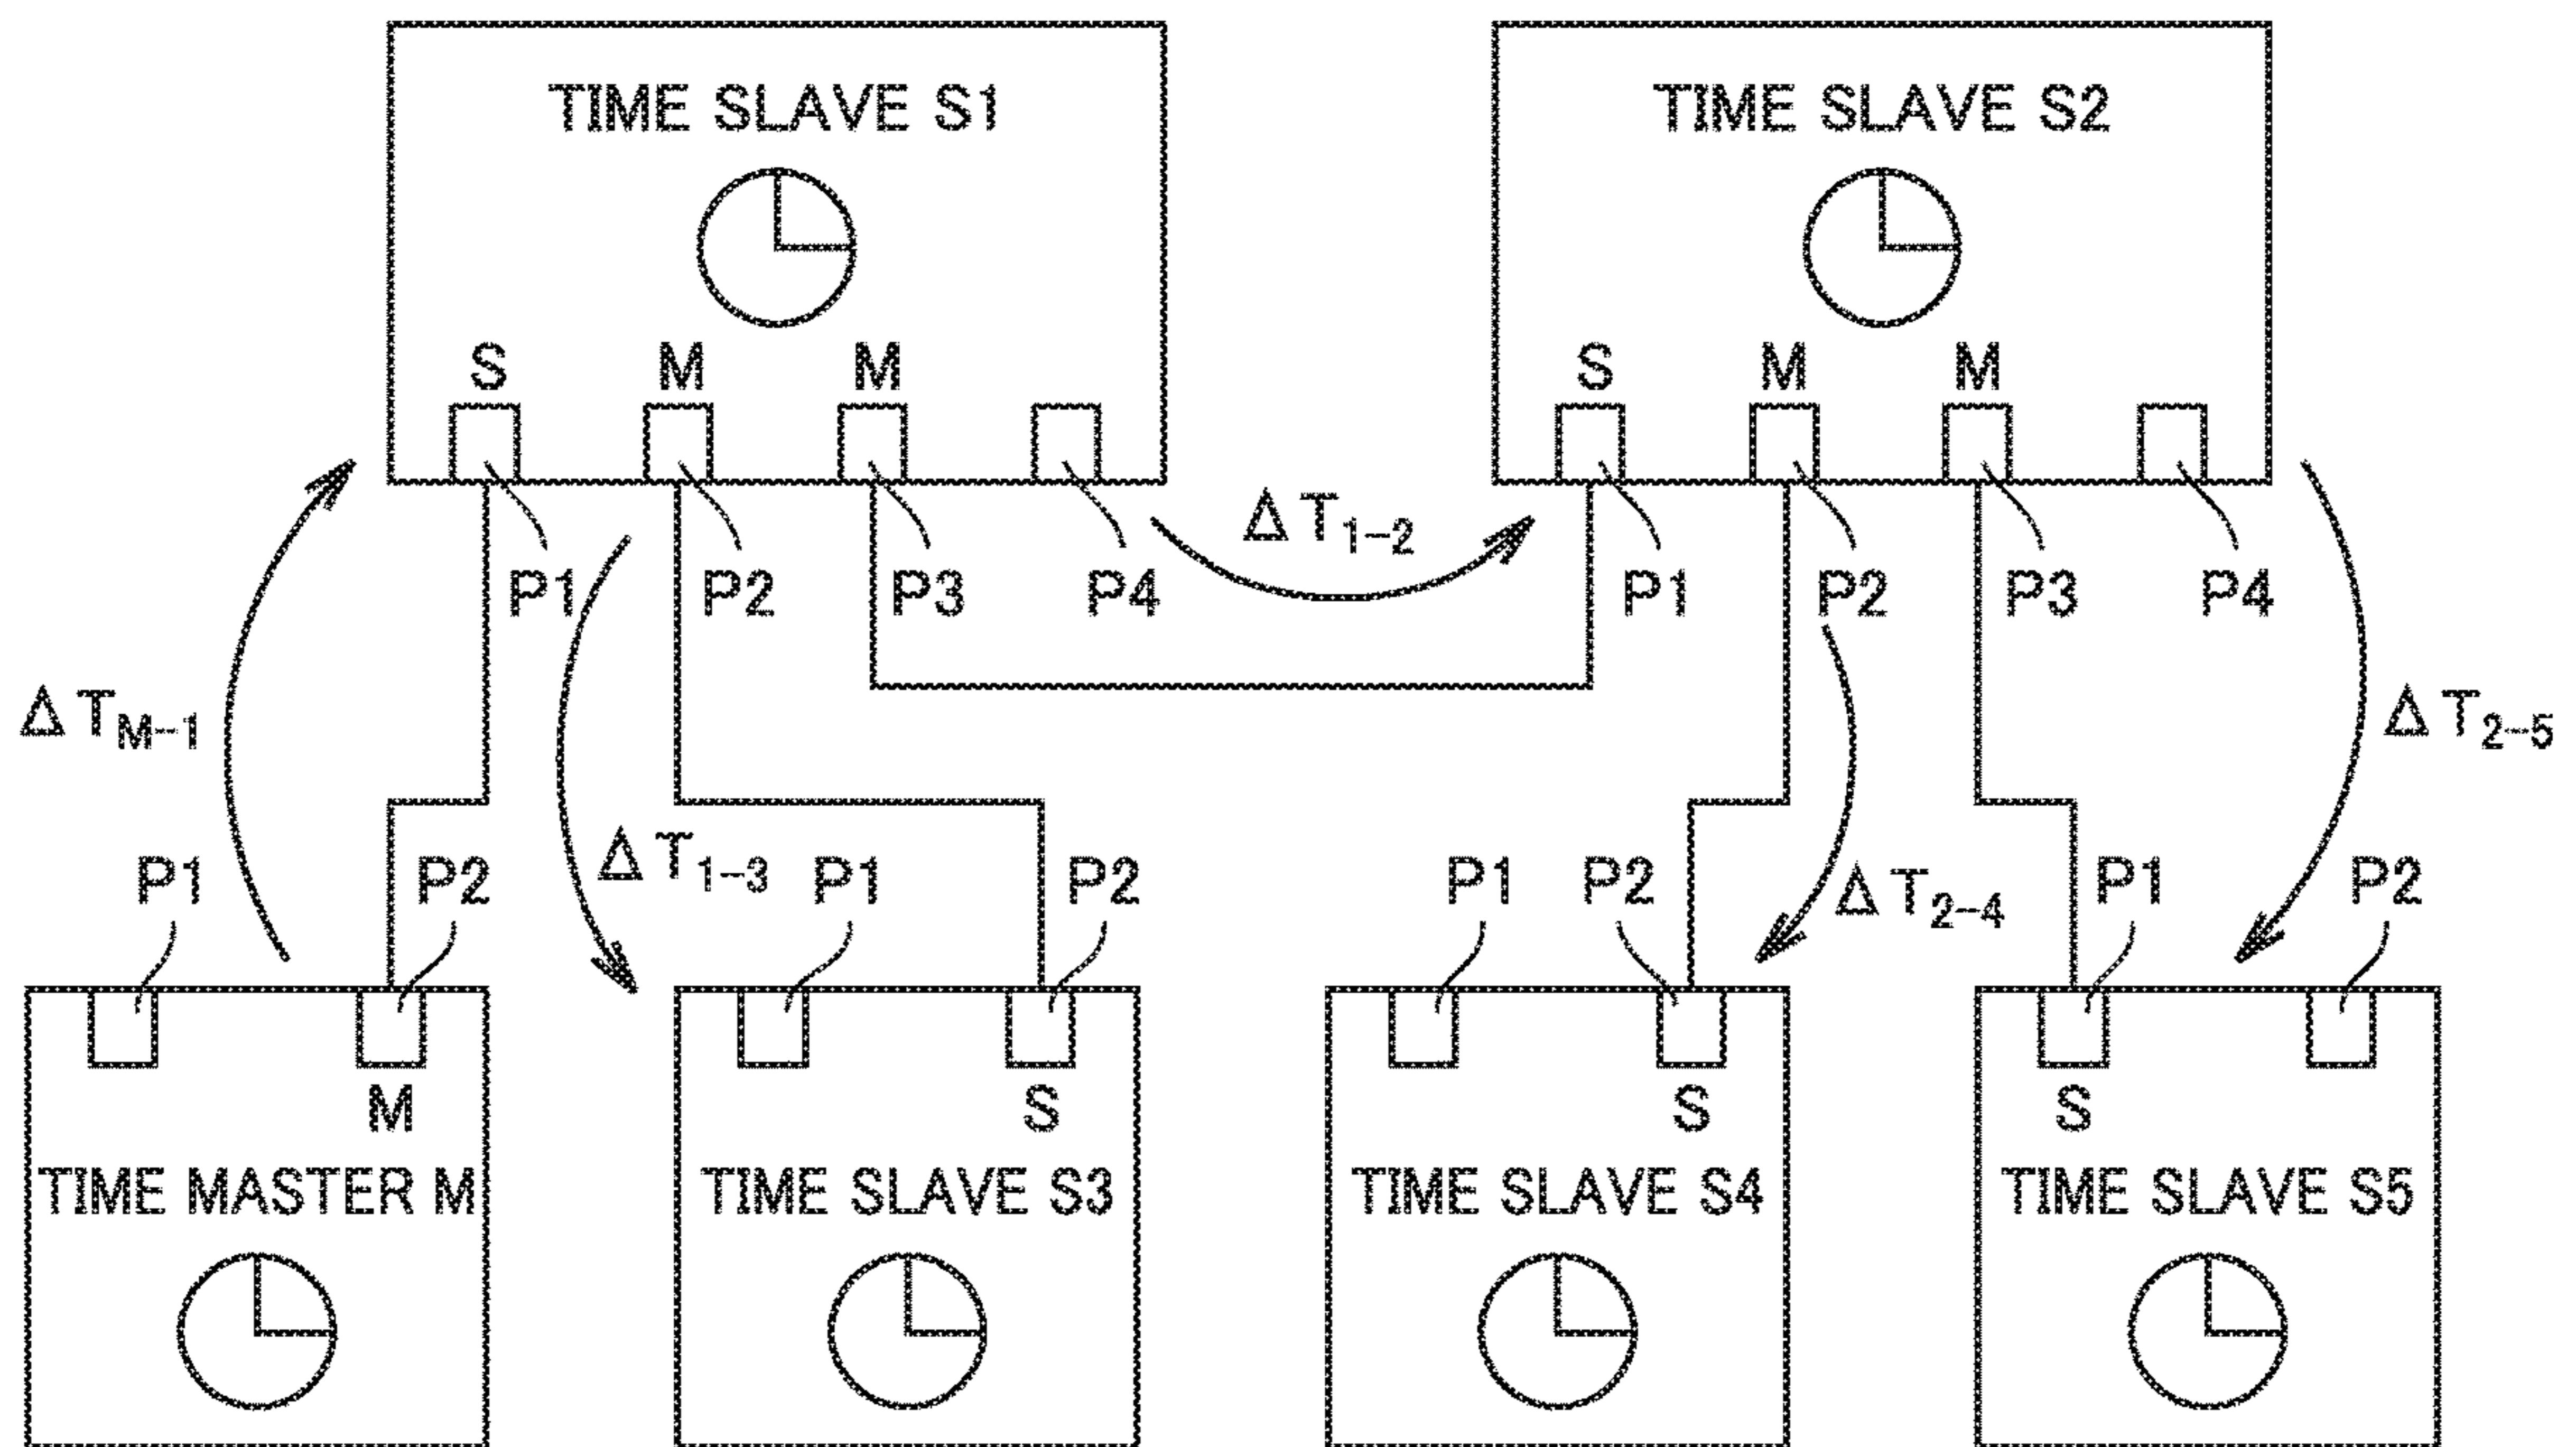 TIME SLAVE S1
TIME SLAVE S2
S M M
S M M
P1 P2 P3 P4
ΔT1-2
P1 P2 P3 P4
ΔTM-1
ΔT1-3
ΔT2-4
ΔT2-5
P1 P2
P1 P2
P1 P2
P1 P2
M
S
S
S
TIME MASTER M
TIME SLAVE S3
TIME SLAVE S4
TIME SLAVE S5